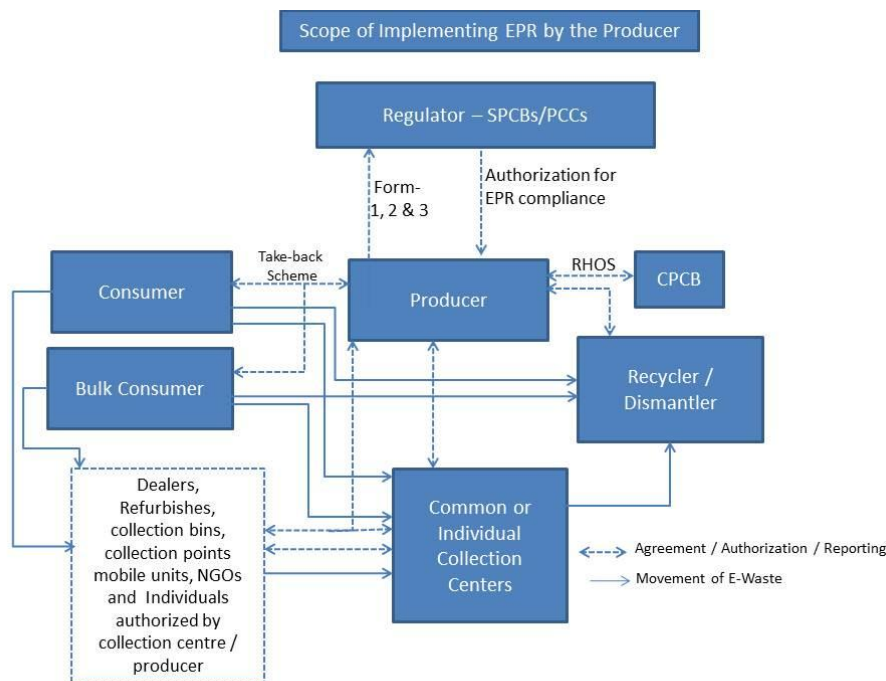 Scope of Implementing EPR by the Producer
Regulator – SPCBs/PCCs
Form-
1, 2 & 3
Authorization for
EPR compliance
Take-back
Scheme
Consumer
Producer
RHOS
CPCB
Bulk Consumer
Recycler /
Dismantler
Dealers,
Refurbishes,
collection bins,
collection points
mobile units, NGOs
and Individuals
authorized by
collection centre /
producer
Common or
Individual
Collection
Centers
Agreement / Authorization / Reporting
Movement of E-Waste